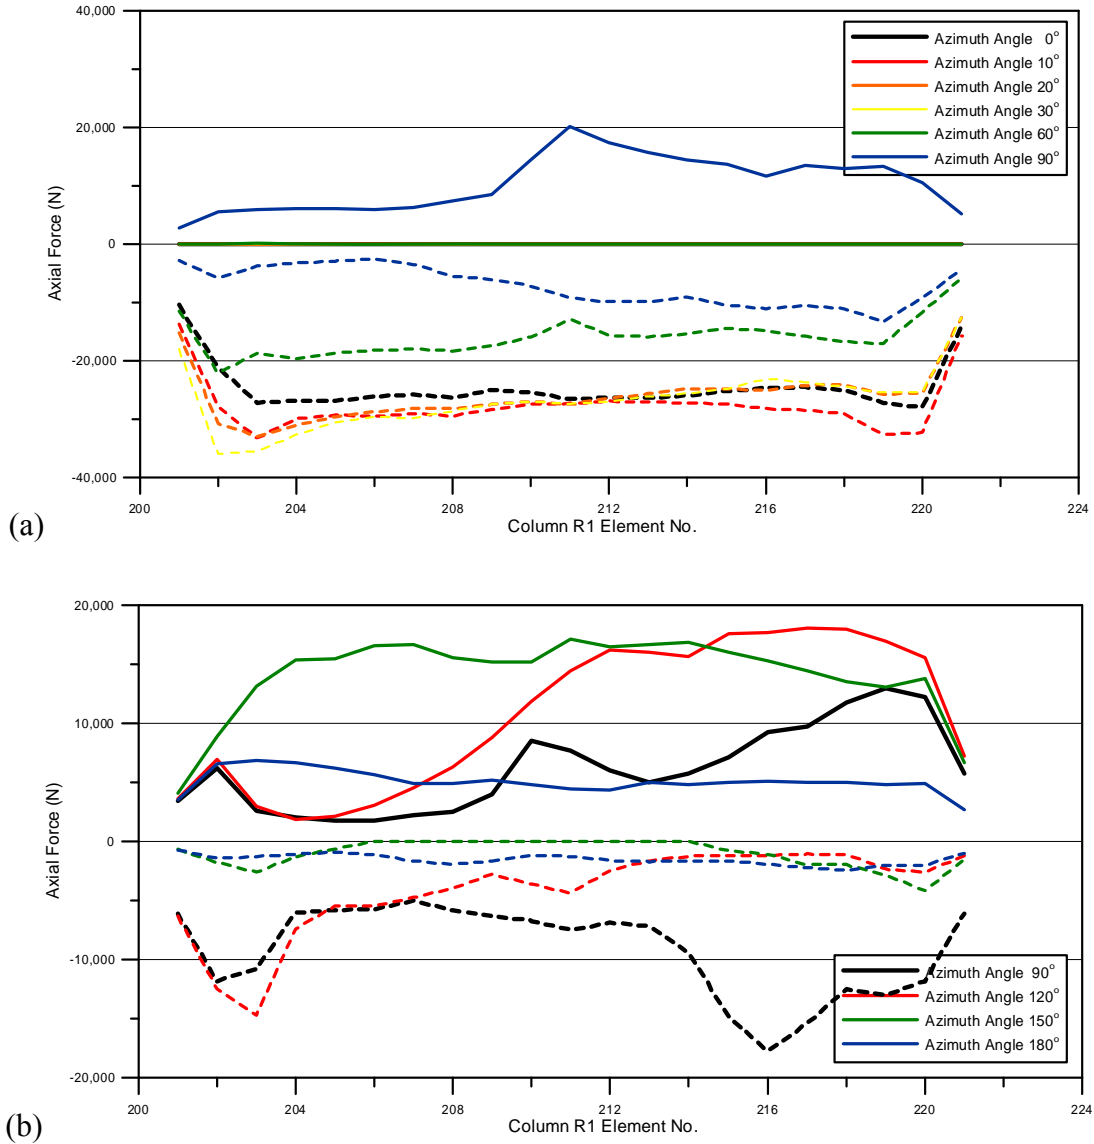 40,000
20,000
0
-20,000
-40,000
Axial Force (N)
Azimuth Angle 0°
Azimuth Angle 10°
Azimuth Angle 20°
Azimuth Angle 30°
Azimuth Angle 60°
Azimuth Angle 90°
200 204 208 212 216 220 224
Column R1 Element No.
(a)
20,000
10,000
0
-10,000
-20,000
Axial Force (N)
Azimuth Angle 90°
Azimuth Angle 120°
Azimuth Angle 150°
Azimuth Angle 180°
200 204 208 212 216 220 224
Column R1 Element No.
(b)